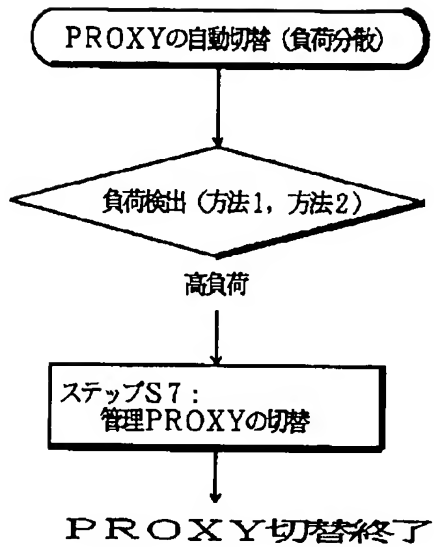 PROXYの自動切替（負荷分散）
負荷検出（方法1，方法2）
高負荷
ステップS7：
管理PROXYの切替
PROXY切替終了